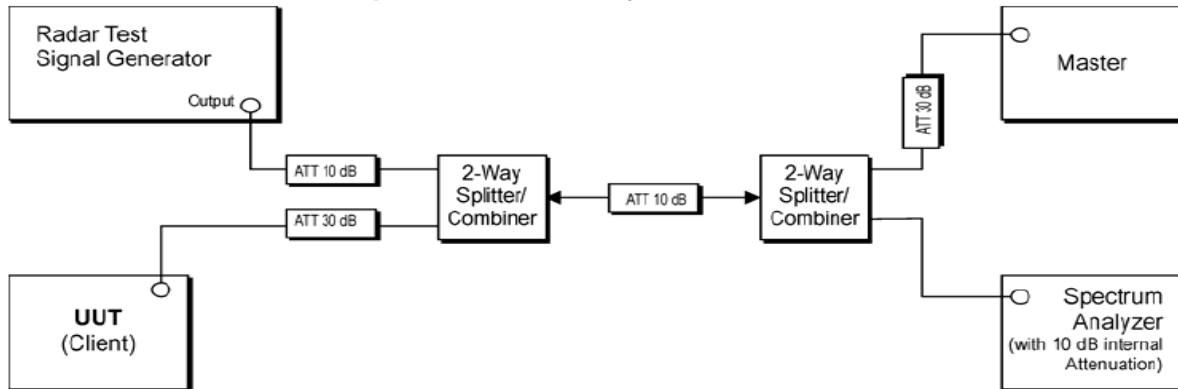 Radar Test
Signal Generator
Output
ATT 10 dB
2-Way
Splitter/
Combiner
ATT 30 dB
ATT 10 dB
2-Way
Splitter/
Combiner
ATT 30 dB
Master
UUT
(Client)
Spectrum
Analyzer
(with 10 dB internal
Attenuation)